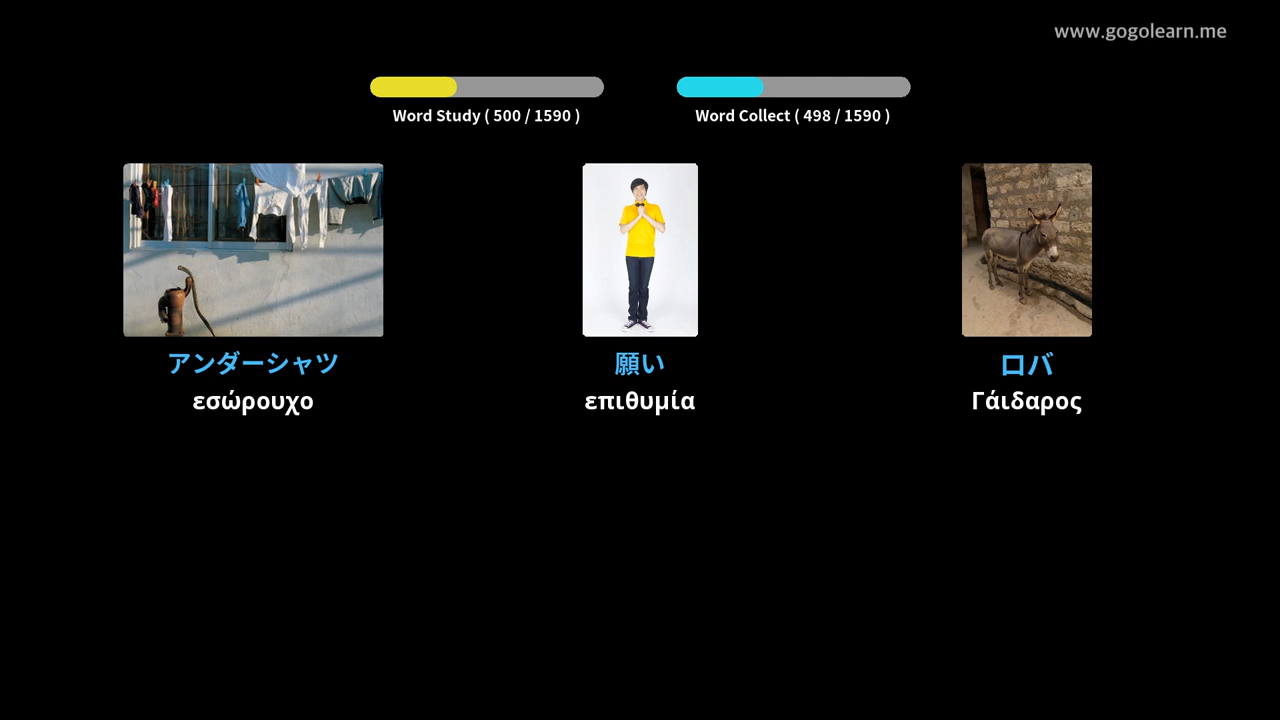 www.gogolearn.me
Word Study ( 500 / 1590 )
Word Collect ( 498 / 1590 )
アンダーシャツ
εσώρουχο
願い
επιθυμία
ロバ
Γάιδαρος